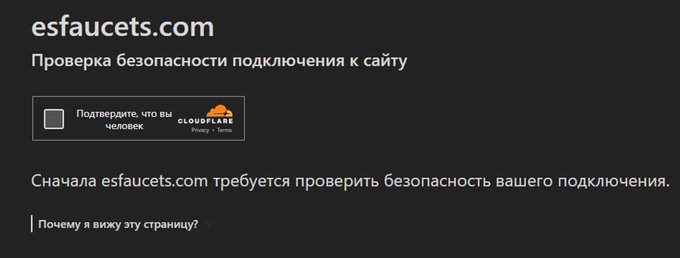 esfaucets.com
Проверка безопасности подключения к сайту
Подтвердите, что вы
человек
CLOUDFLARE
Privacy • Terms
Сначала esfaucets.com требуется проверить безопасность вашего подключения.
Почему я вижу эту страницу?